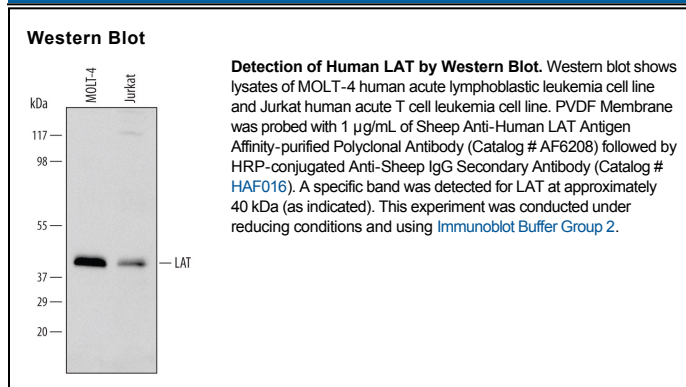 Western Blot
MOLT-4
Jurkat
kDa
117
98
55
37
29
20
LAT
Detection of Human LAT by Western Blot. Western blot shows
lysates of MOLT-4 human acute lymphoblastic leukemia cell line
and Jurkat human acute T cell leukemia cell line. PVDF Membrane
was probed with 1 µg/mL of Sheep Anti-Human LAT Antigen
Affinity-purified Polyclonal Antibody (Catalog # AF6208) followed by
HRP-conjugated Anti-Sheep IgG Secondary Antibody (Catalog #
HAF016). A specific band was detected for LAT at approximately
40 kDa (as indicated). This experiment was conducted under
reducing conditions and using Immunoblot Buffer Group 2.